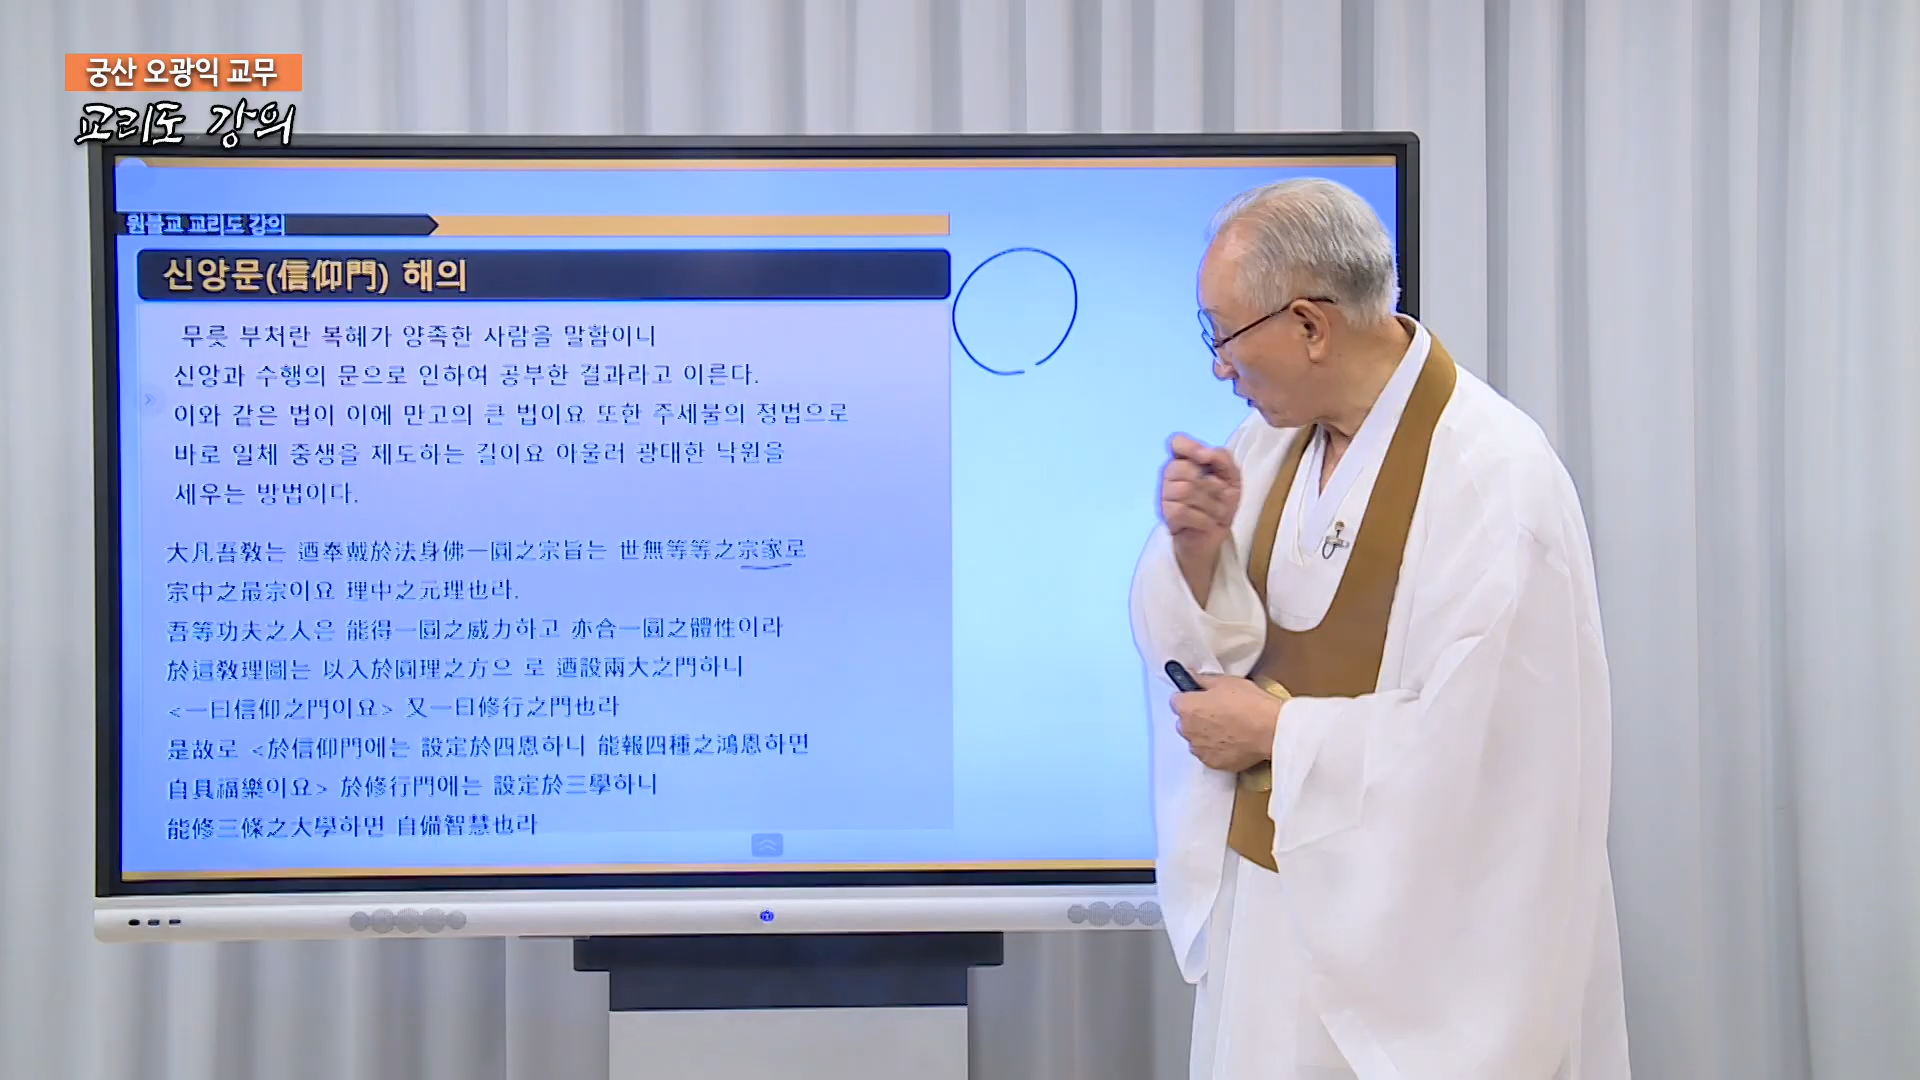 궁산 오광익 교무
교리도 강의
원불교 교리도 강의
신앙문(信仰門) 해의
무릇 부처란 복혜가 양족한 사람을 말함이니
신앙과 수행의 문으로 인하여 공부한 결과라고 이른다.
이와 같은 법이 이에 만고의 큰 법이요 또한 주세불의 정법으로
바로 일체 중생을 제도하는 길이요 아울러 광대한 낙원을
세우는 방법이다.
大凡吾敎는 迺奉戴於法身佛一圓之宗旨는 世無等等之宗家로
宗中之最宗이요 理中之元理也라.
吾等功夫之人은 能得一圓之威力하고 亦合一圓之體性이라
於這敎理圖는 以入於圓理之方으 로 迺設兩大之門하니
<一曰信仰之門이요> 又一曰修行之門也라
是故로 <於信仰門에는 設定於四恩하니 能報四種之鴻恩하면
自具福樂이요> 於修行門에는 設定於三學하니
能修三條之大學하면 自備智慧也라